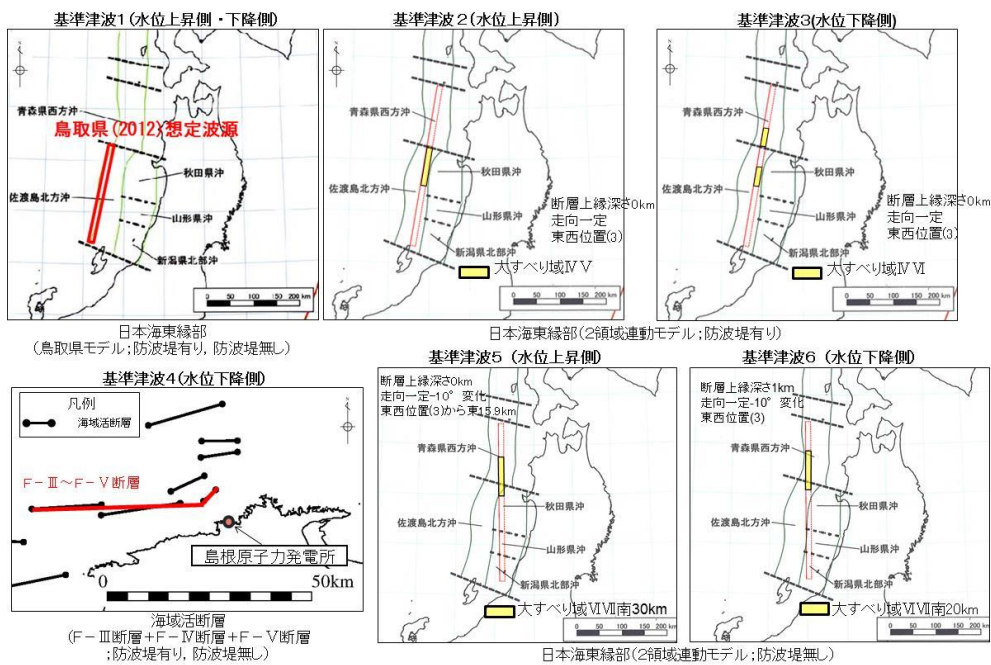 基準津波1(水位上昇側・下降側)
青森県西方沖
鳥取県(2012)想定波源
秋田県沖
佐渡島北方沖
山形県沖
新潟県北部沖
0 50 100 150 200 km
日本海東縁部
(鳥取県モデル;防波堤有り, 防波堤無し)
基準津波2(水位上昇側)
青森県西方沖
秋田県沖
佐渡島北方沖
断層上縁深さ0km
走向一定
東西位置(3)
山形県沖
新潟県北部沖
大すべり域ⅣⅤ
0 50 100 150 200 km
基準津波3(水位下降側)
青森県西方沖
秋田県沖
佐渡島北方沖
断層上縁深さ0km
走向一定
東西位置(3)
山形県沖
新潟県北部沖
大すべり域ⅣⅥ
0 50 100 150 200 km
日本海東縁部(2領域連動モデル;防波堤有り)
基準津波4(水位下降側)
凡例
海域活断層
F-Ⅲ~F-Ⅴ断層
島根原子力発電所
0 50km
海域活断層
(F-Ⅲ断層+F-Ⅳ断層+F-Ⅴ断層
;防波堤有り, 防波堤無し)
基準津波5 (水位上昇側)
断層上縁深さ0km
走向一定-10°変化
東西位置(3)から東15.9km
青森県西方沖
秋田県沖
佐渡島北方沖
山形県沖
新潟県北部沖
大すべり域ⅥⅦ南30km
0 50 100 150 200 km
基準津波6 (水位下降側)
断層上縁深さ1km
走向一定-10°変化
東西位置(3)
青森県西方沖
秋田県沖
佐渡島北方沖
山形県沖
新潟県北部沖
大すべり域ⅥⅦ南20km
0 50 100 150 200 km
日本海東縁部(2領域連動モデル;防波堤無し)